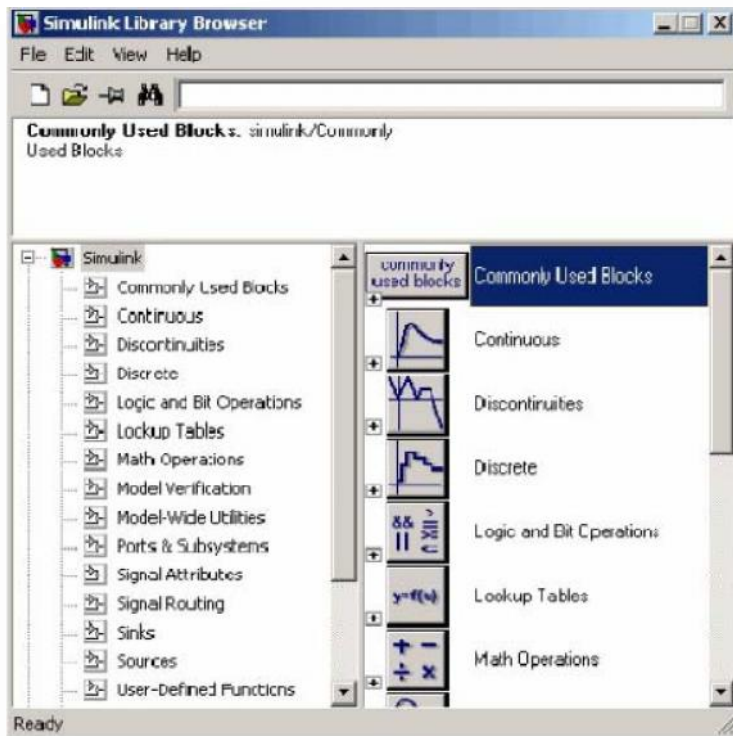 Simulink Library Browser
File Edit View Help
Commonly Used Blocks. simulink/Commonly
Used Blocks
Simulink
Commonly Used Blocks
Continuous
Discontinuities
Discrete
Logic and Bit Operations
Lookup Tables
Math Operations
Model Verification
Model-Wide Utilities
Ports & Subsystems
Signal Attributes
Signal Routing
Sinks
Sources
User-Defined Functions
commonly
used blocks
Commonly Used Blocks
Continuous
Discontinuities
Discrete
Logic and Bit Operations
y=f(u)
Lookup Tables
+ −
÷ ×
Math Operations
Ready